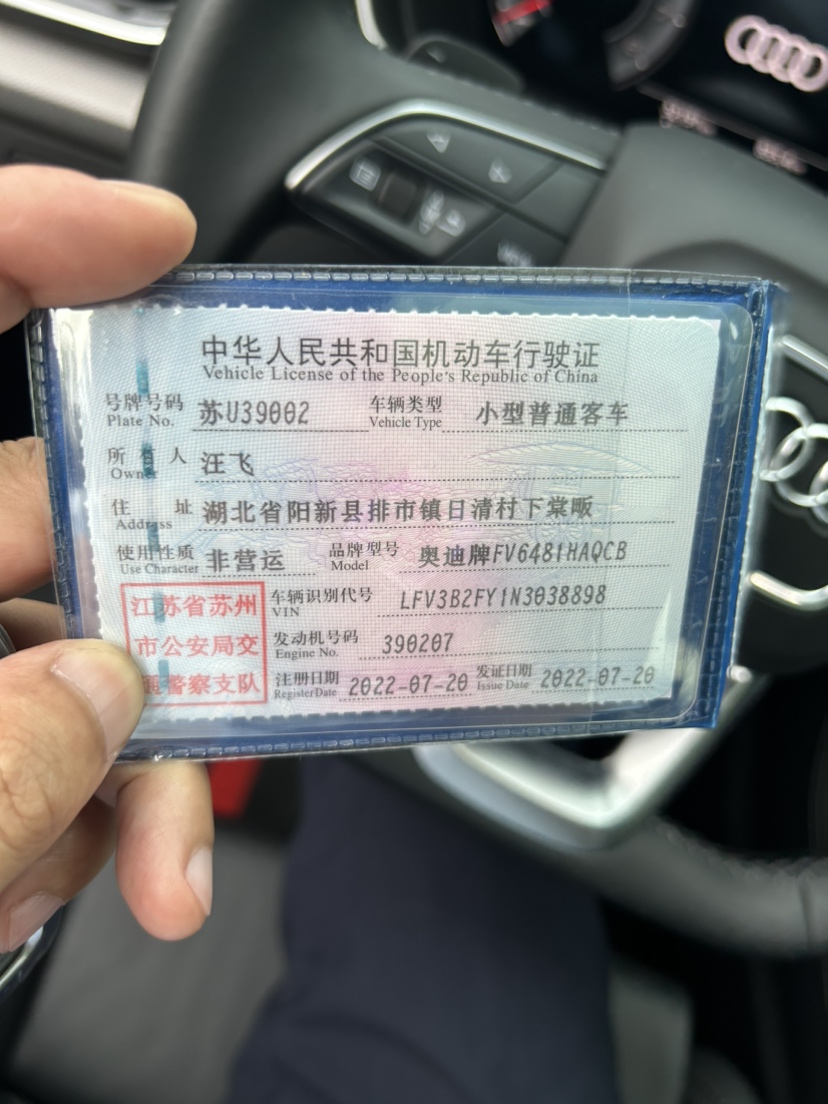 中华人民共和国机动车行驶证
Vehicle License of the People's Republic of China
号牌号码 苏U39002 车辆类型 小型普通客车
Plate No. Vehicle Type
所有人 汪飞
Owner
住址 湖北省阳新县排市镇日清村下棠畈
Address
使用性质 非营运 品牌型号 奥迪牌FV6481HAQCB
Use Character Model
江苏省苏州
市公安局交
通警察支队
车辆识别代号 LFV3B2FY1N3038898
VIN
发动机号码 390207
Engine No.
注册日期 2022-07-20 发证日期 2022-07-20
Register Date Issue Date